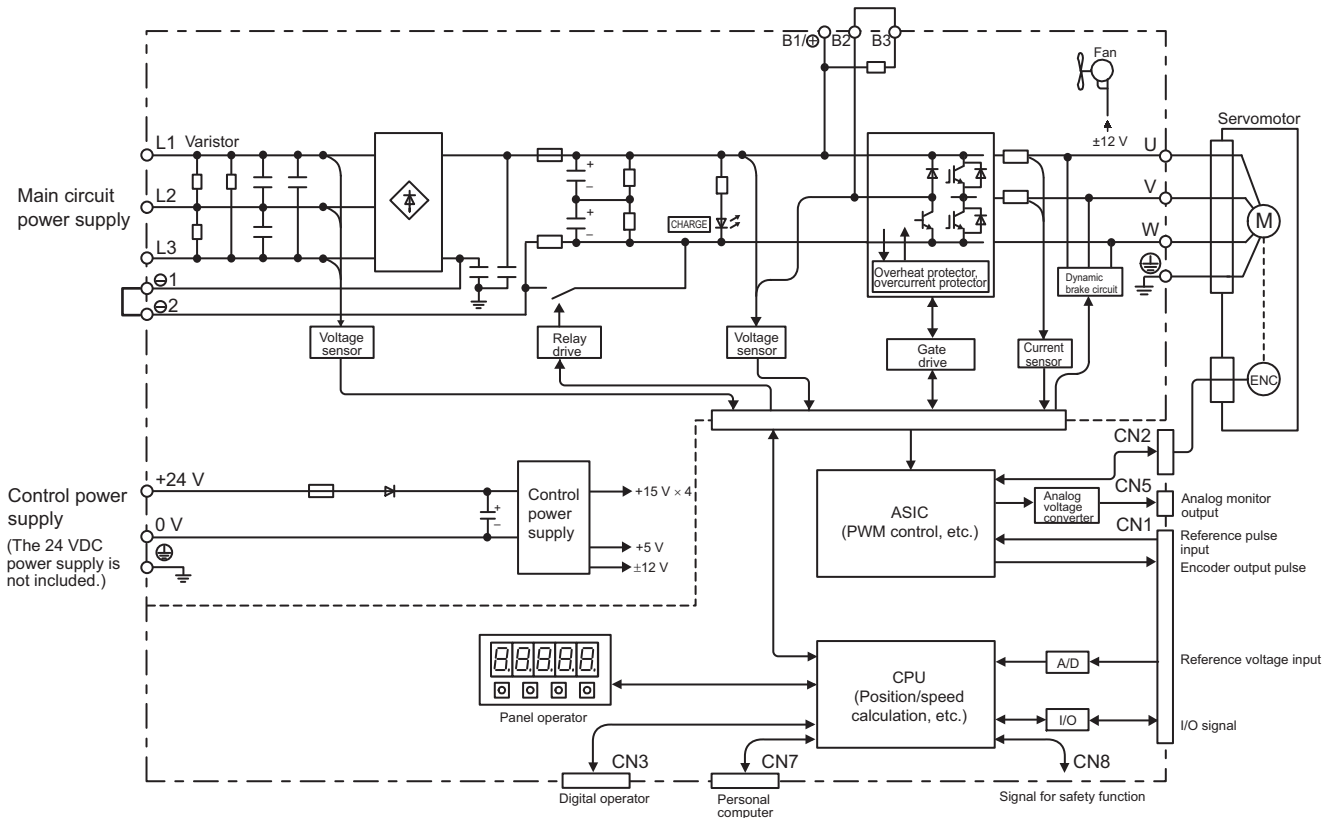 B1/⊕ B2 B3
Fan
±12 V
Servomotor
L1 Varistor
U
Main circuit
power supply
L2
V
CHARGE
W
M
L3
⊖1
⊖2
Overheat protector,
overcurrent protector
Dynamic
brake circuit
+
–
+
–
Voltage
sensor
Relay
drive
Voltage
sensor
Gate
drive
Current
sensor
ENC
CN2
+24 V
Control power
supply
0 V
(The 24 VDC
power supply is
not included.)
+
–
Control
power
supply
+15 V × 4
+5 V
±12 V
ASIC
(PWM control, etc.)
Analog
voltage
converter
CN5
Analog monitor
output
CN1
Reference pulse
input
Encoder output pulse
8.8.8.8.8.
Panel operator
CPU
(Position/speed
calculation, etc.)
A/D
Reference voltage input
I/O
I/O signal
CN3
Digital operator
CN7
Personal
computer
CN8
Signal for safety function